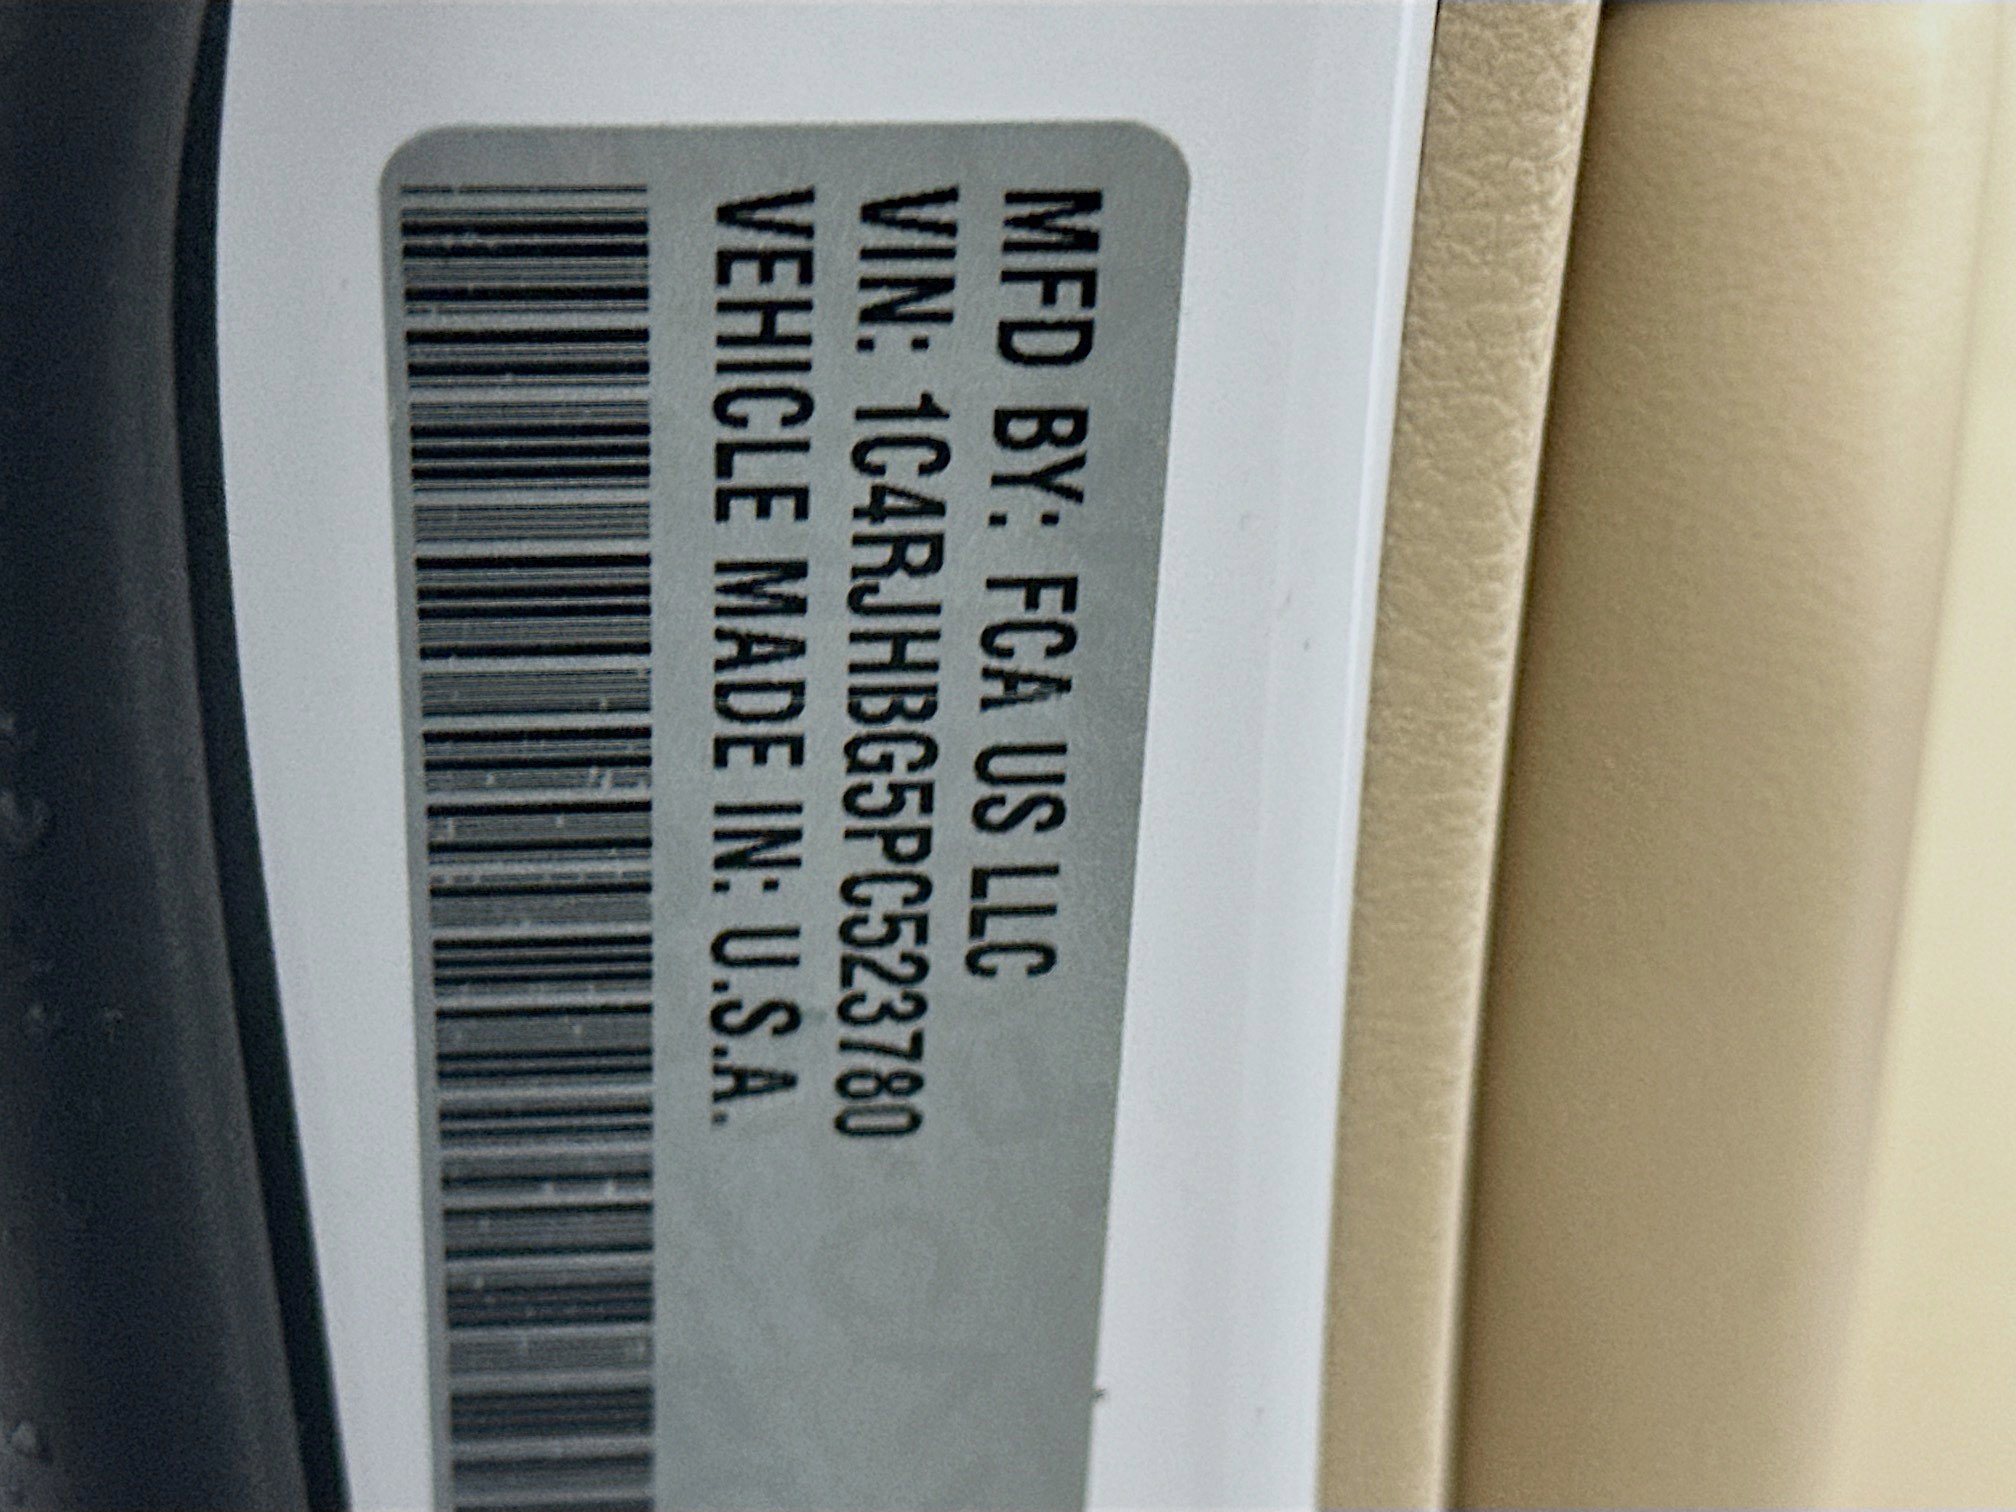 MFD BY: FCA US LLC
VIN: 1C4RJHBG5PC523780
VEHICLE MADE IN: U.S.A.